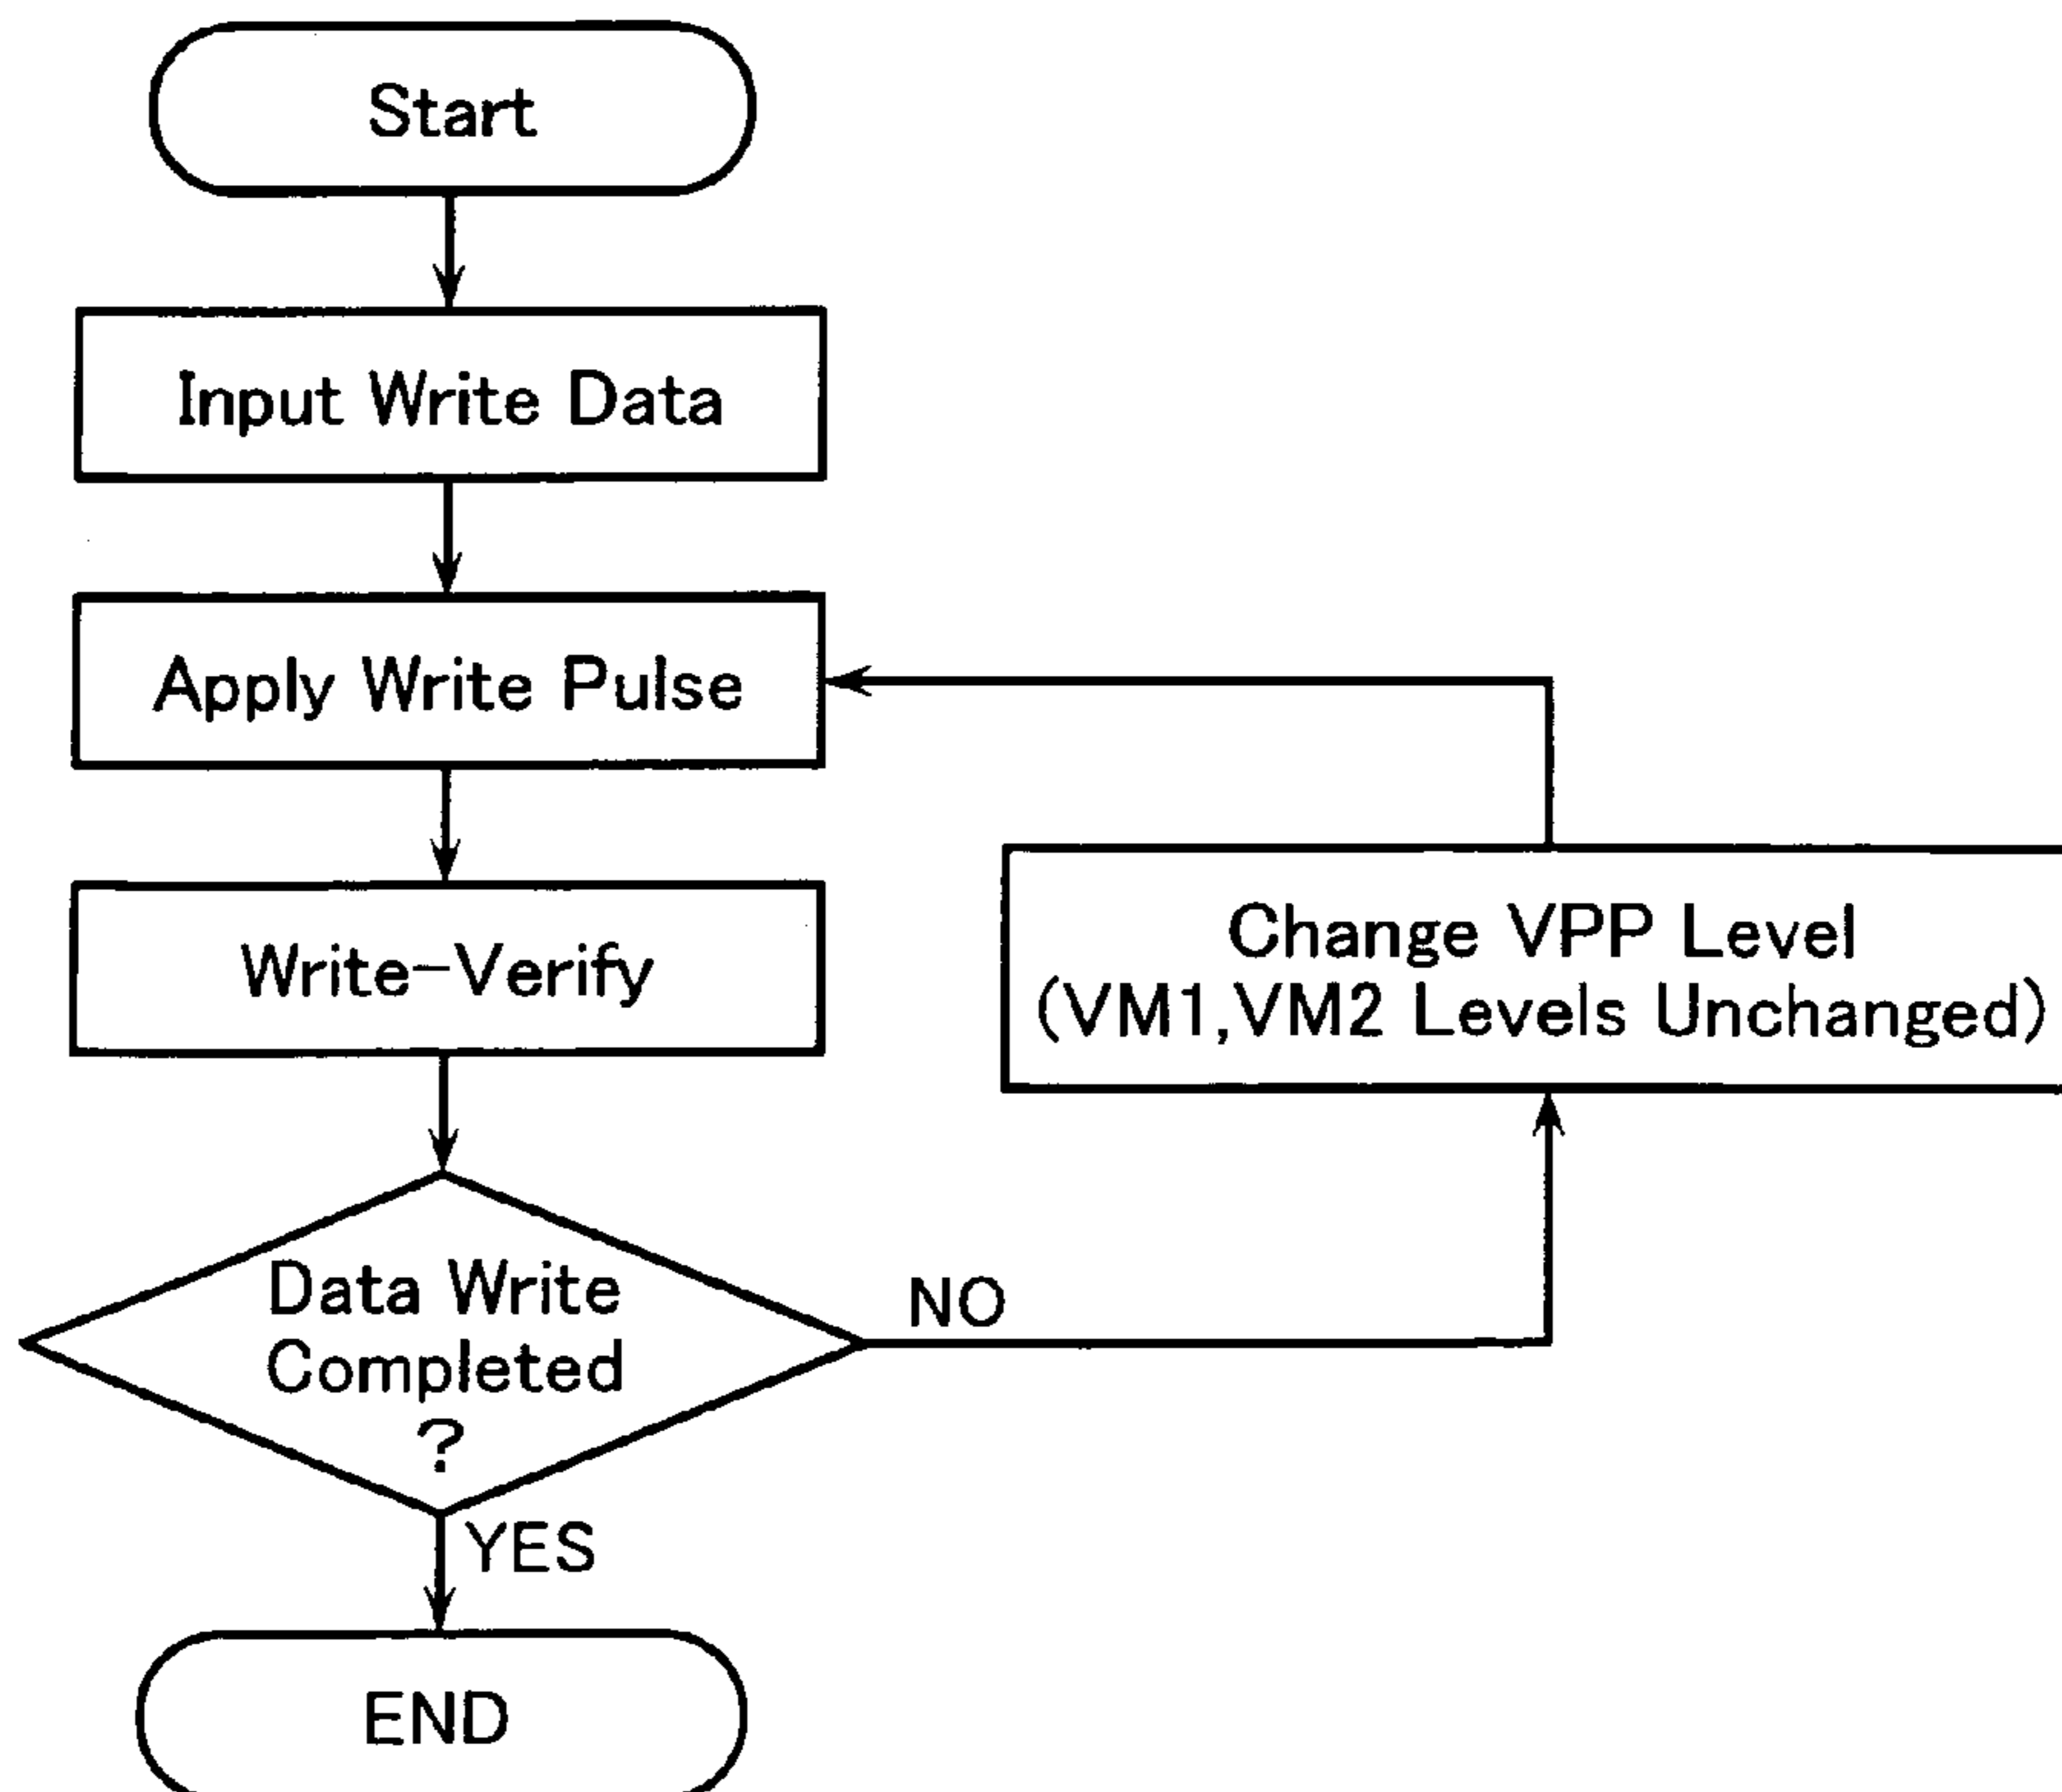 Start
Input Write Data
Apply Write Pulse
Write-Verify
Change VPP Level
(VM1,VM2 Levels Unchanged)
Data Write
Completed
?
NO
YES
END